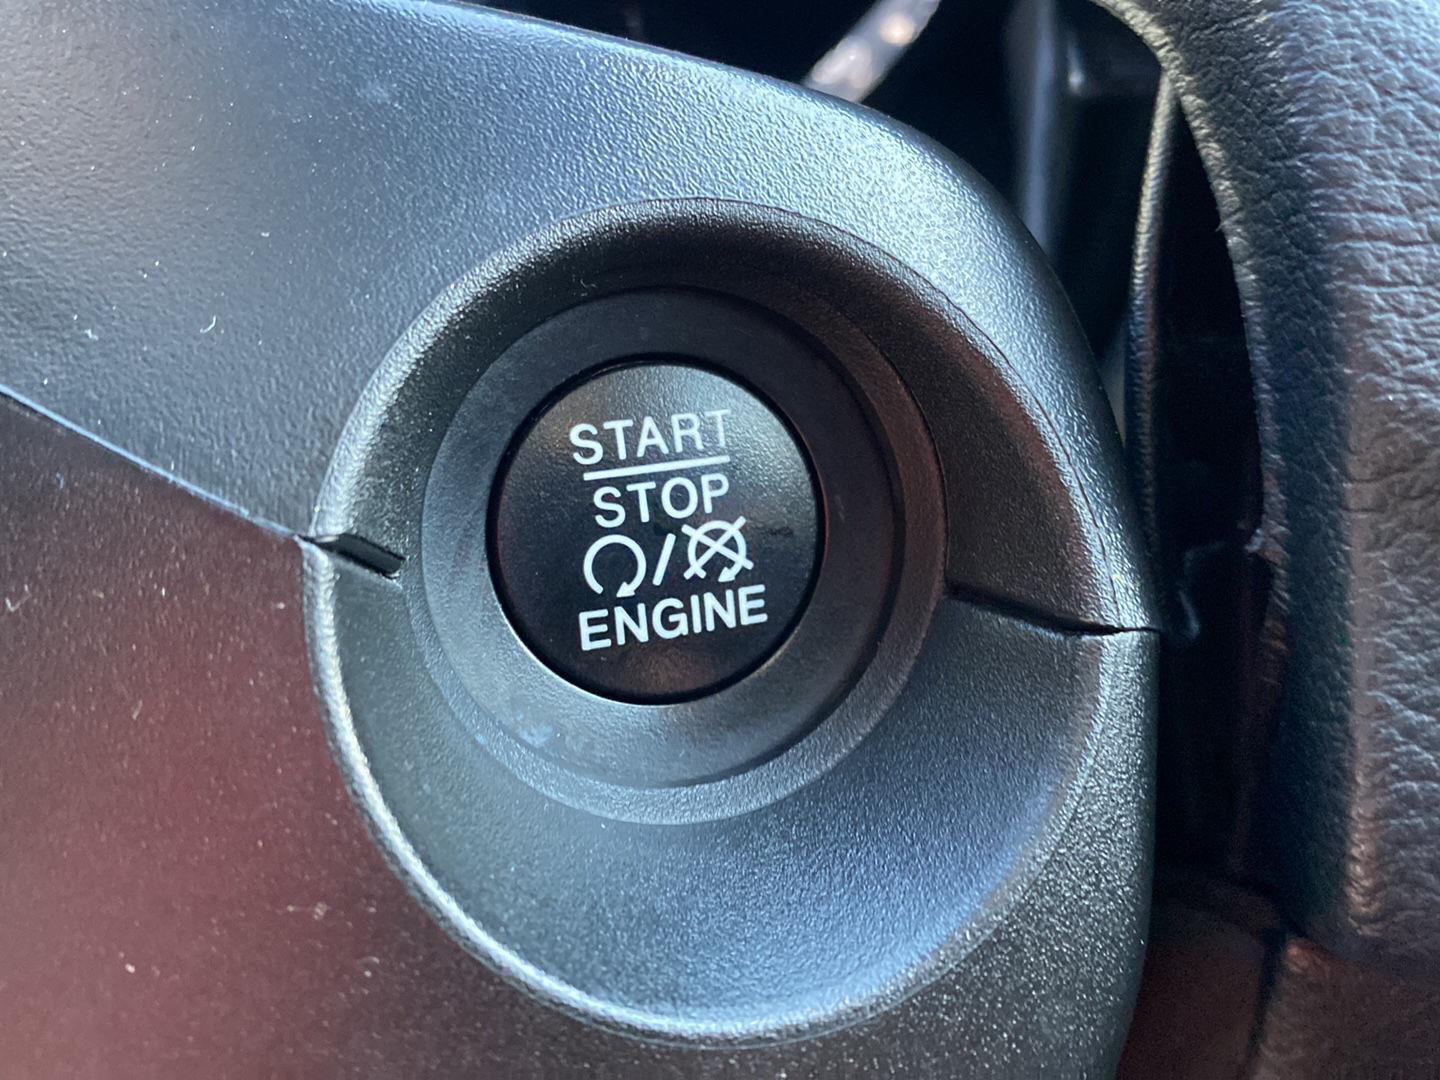 START
STOP
/
ENGINE